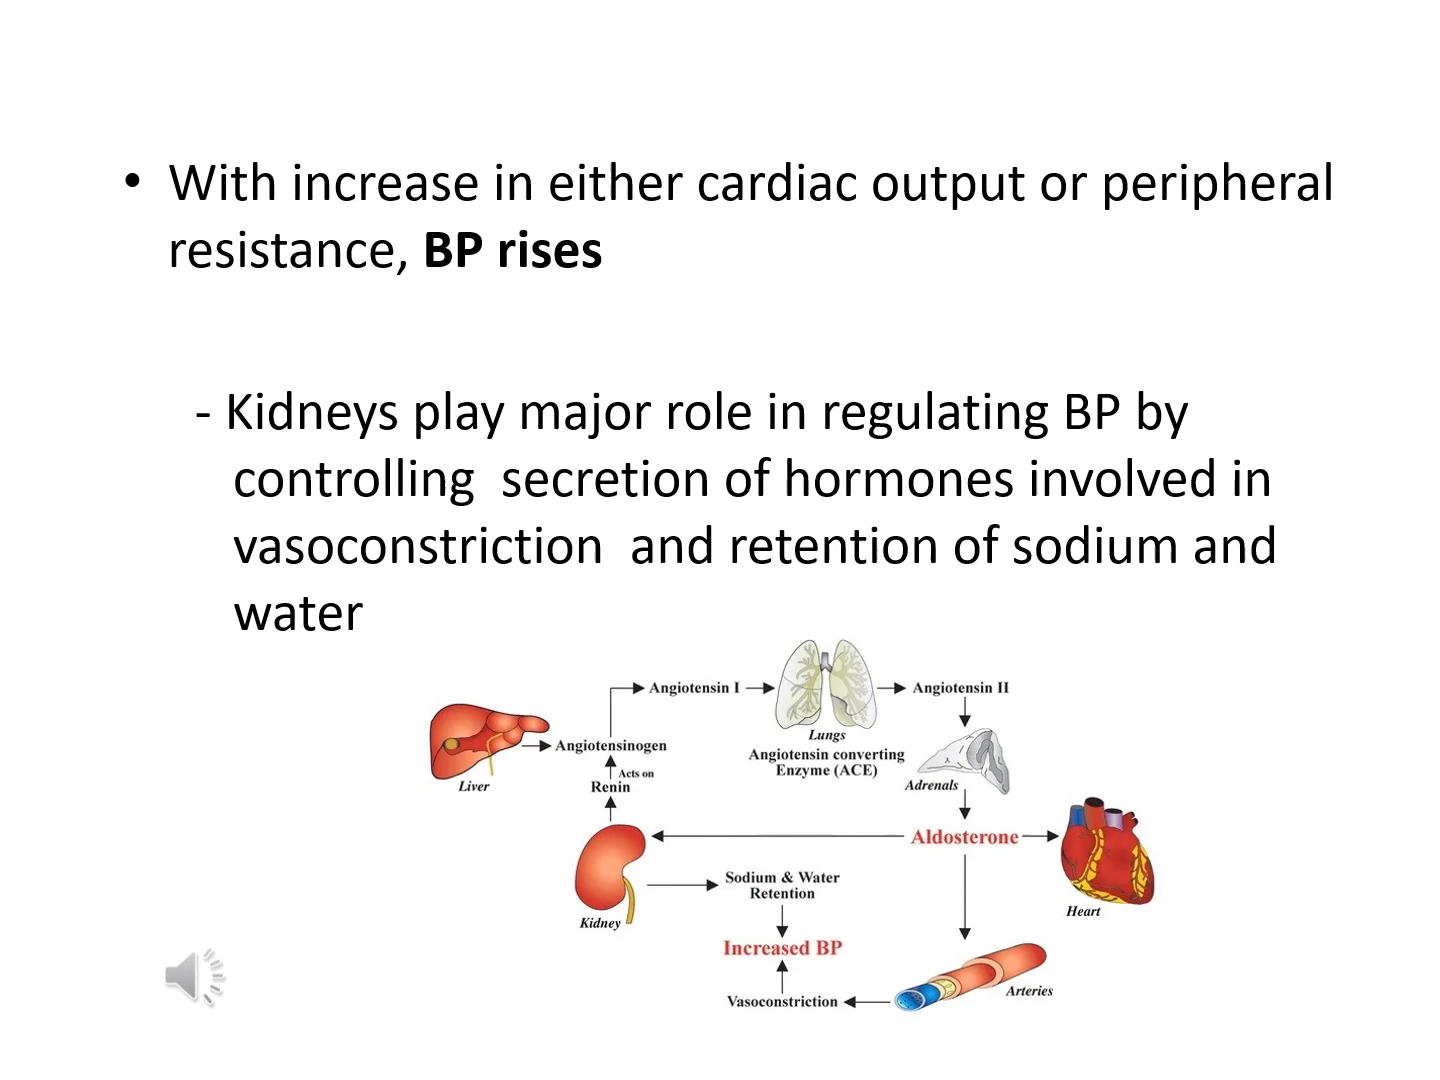 • With increase in either cardiac output or peripheral
resistance, BP rises
- Kidneys play major role in regulating BP by
controlling  secretion of hormones involved in
vasoconstriction  and retention of sodium and
water
Angiotensin I
Angiotensin II
Lungs
Angiotensin converting
Enzyme (ACE)
Angiotensinogen
Acts on
Renin
Liver
Adrenals
Aldosterone
Sodium & Water
Retention
Kidney
Heart
Increased BP
Arteries
Vasoconstriction